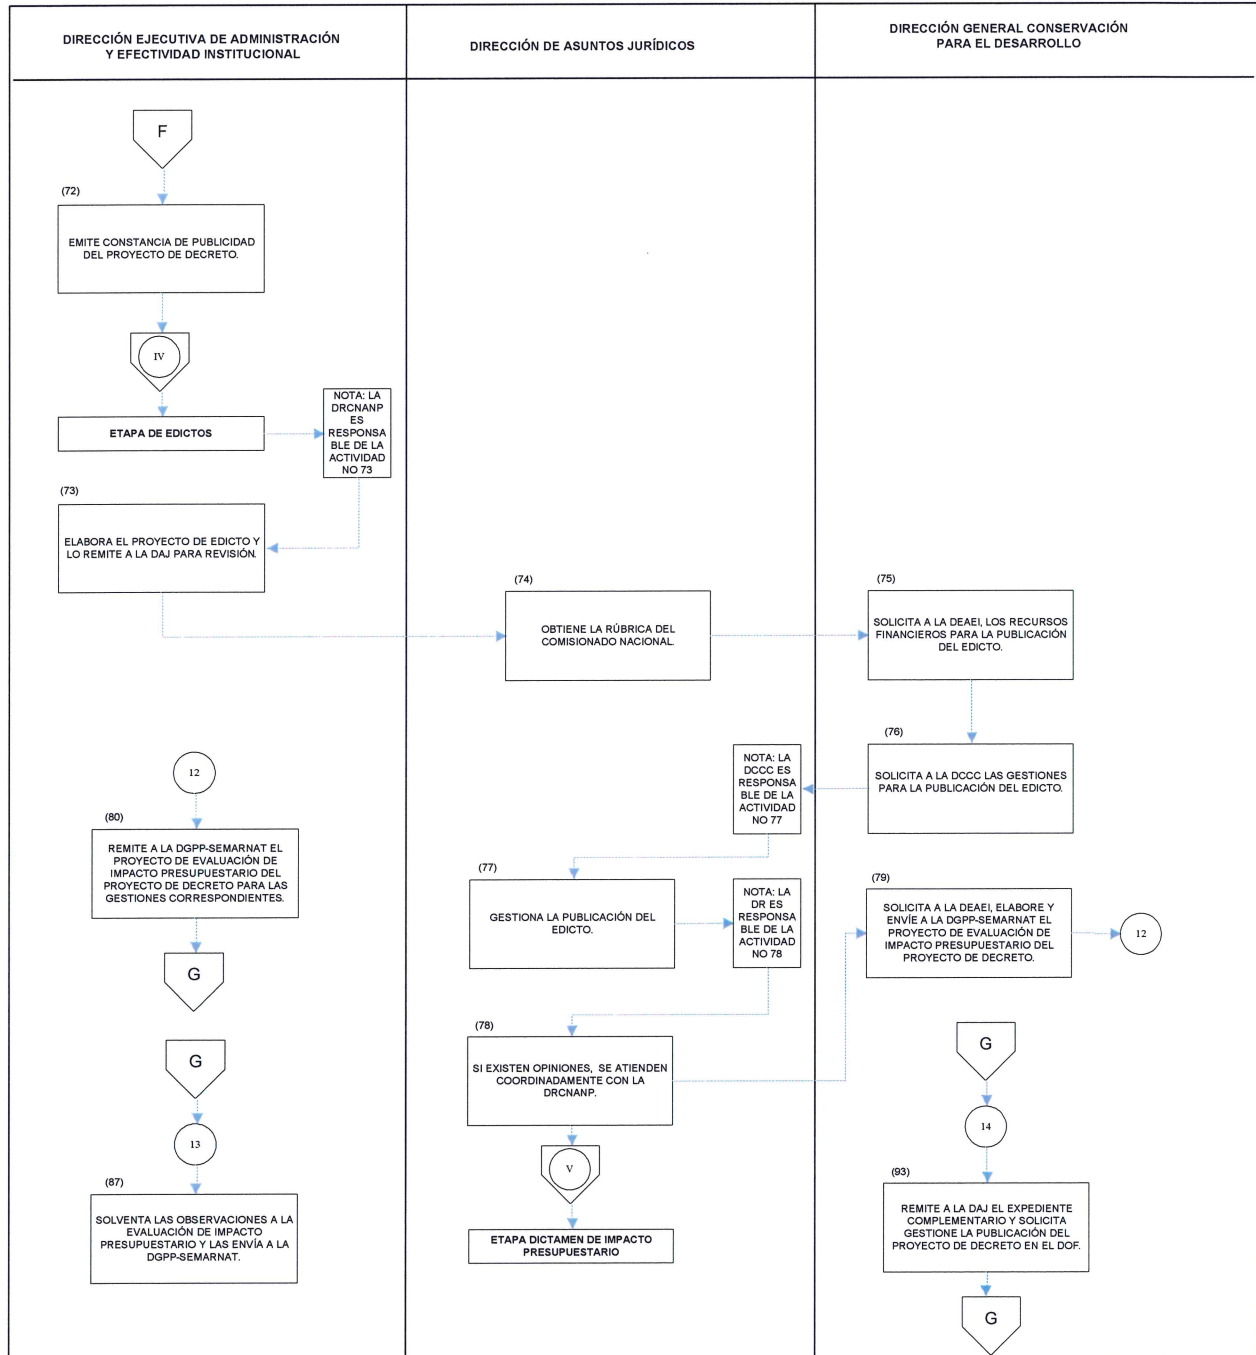 DIRECCIÓN EJECUTIVA DE ADMINISTRACIÓN
Y EFECTIVIDAD INSTITUCIONAL
DIRECCIÓN DE ASUNTOS JURÍDICOS
DIRECCIÓN GENERAL CONSERVACIÓN
PARA EL DESARROLLO
F
(72)
EMITE CONSTANCIA DE PUBLICIDAD
DEL PROYECTO DE DECRETO.
IV
ETAPA DE EDICTOS
NOTA: LA
DRCNANP
ES
RESPONSA
BLE DE LA
ACTIVIDAD
NO 73
(73)
ELABORA EL PROYECTO DE EDICTO Y
LO REMITE A LA DAJ PARA REVISIÓN.
(74)
OBTIENE LA RÚBRICA DEL
COMISIONADO NACIONAL.
(75)
SOLICITA A LA DEAEI, LOS RECURSOS
FINANCIEROS PARA LA PUBLICACIÓN
DEL EDICTO.
(76)
SOLICITA A LA DCCC LAS GESTIONES
PARA LA PUBLICACIÓN DEL EDICTO.
NOTA: LA
DCCC ES
RESPONSA
BLE DE LA
ACTIVIDAD
NO 77
(77)
GESTIONA LA PUBLICACIÓN DEL
EDICTO.
NOTA: LA
DR ES
RESPONSA
BLE DE LA
ACTIVIDAD
NO 78
(78)
SI EXISTEN OPINIONES, SE ATIENDEN
COORDINADAMENTE CON LA
DRCNANP.
V
ETAPA DICTAMEN DE IMPACTO
PRESUPUESTARIO
(79)
SOLICITA A LA DEAEI, ELABORE Y
ENVÍE A LA DGPP-SEMARNAT EL
PROYECTO DE EVALUACIÓN DE
IMPACTO PRESUPUESTARIO DEL
PROYECTO DE DECRETO.
12
12
(80)
REMITE A LA DGPP-SEMARNAT EL
PROYECTO DE EVALUACIÓN DE
IMPACTO PRESUPUESTARIO DEL
PROYECTO DE DECRETO PARA LAS
GESTIONES CORRESPONDIENTES.
G
G
13
(87)
SOLVENTA LAS OBSERVACIONES A LA
EVALUACIÓN DE IMPACTO
PRESUPUESTARIO Y LAS ENVÍA A LA
DGPP-SEMARNAT.
G
14
(93)
REMITE A LA DAJ EL EXPEDIENTE
COMPLEMENTARIO Y SOLICITA
GESTIONE LA PUBLICACIÓN DEL
PROYECTO DE DECRETO EN EL DOF.
G